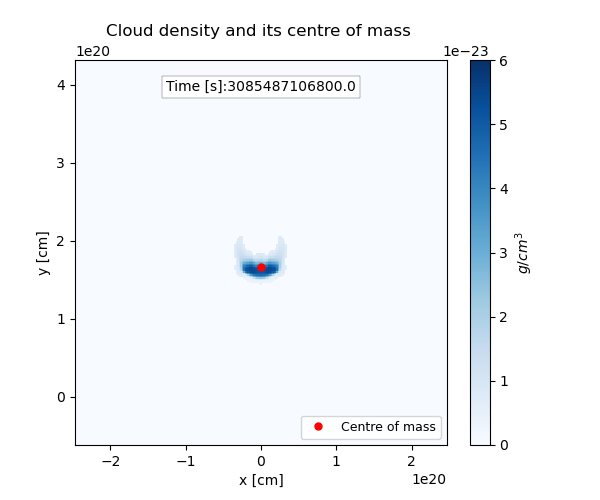 Cloud density and its centre of mass
1e20
1e−23
Time [s]:3085487106800.0
4
3
2
1
0
y [cm]
6
5
4
3
2
1
0
g/cm³
Centre of mass
−2
−1
0
1
2
x [cm]
1e20